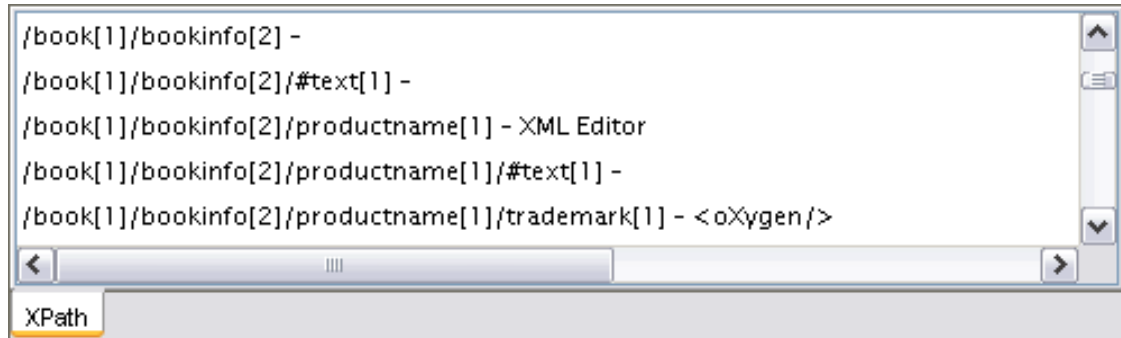 /book[1]/bookinfo[2] -
/book[1]/bookinfo[2]/#text[1] -
/book[1]/bookinfo[2]/productname[1] - XML Editor
/book[1]/bookinfo[2]/productname[1]/#text[1] -
/book[1]/bookinfo[2]/productname[1]/trademark[1] - <oXygen/>
XPath